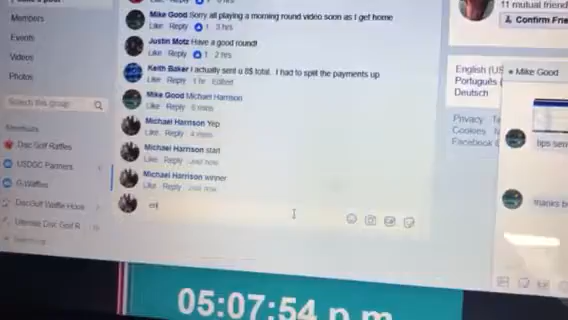 Members
Events
Videos
Photos
Search this group
Shortcuts
Disc Golf Raffles
USDGC Partners
G-Waffles
DiscGolf Waffle Hous
Ultimate Disc Golf R
Mike Good Sorry all playing a morning round video soon as I get home
Like · Reply · 1 · 3 hrs
Justin Motz Have a good round!
Like · Reply · 1 · 2 hrs
Keith Baker I actually sent u 8$ total. I had to split the payments up
Like · Reply · 1 hr · Edited
Mike Good Michael Harrison
Like · Reply · 6 mins
Michael Harrison Yep
Like · Reply · 4 mins
Michael Harrison start
Like · Reply · Just now
Michael Harrison winner
Like · Reply · Just now
11 mutual friend
Confirm Frie
English (US
Português (
Deutsch
Privacy · Te
Cookies ·
Facebook ©
Mike Good
tips sen
thanks b
05:07:54 p.m